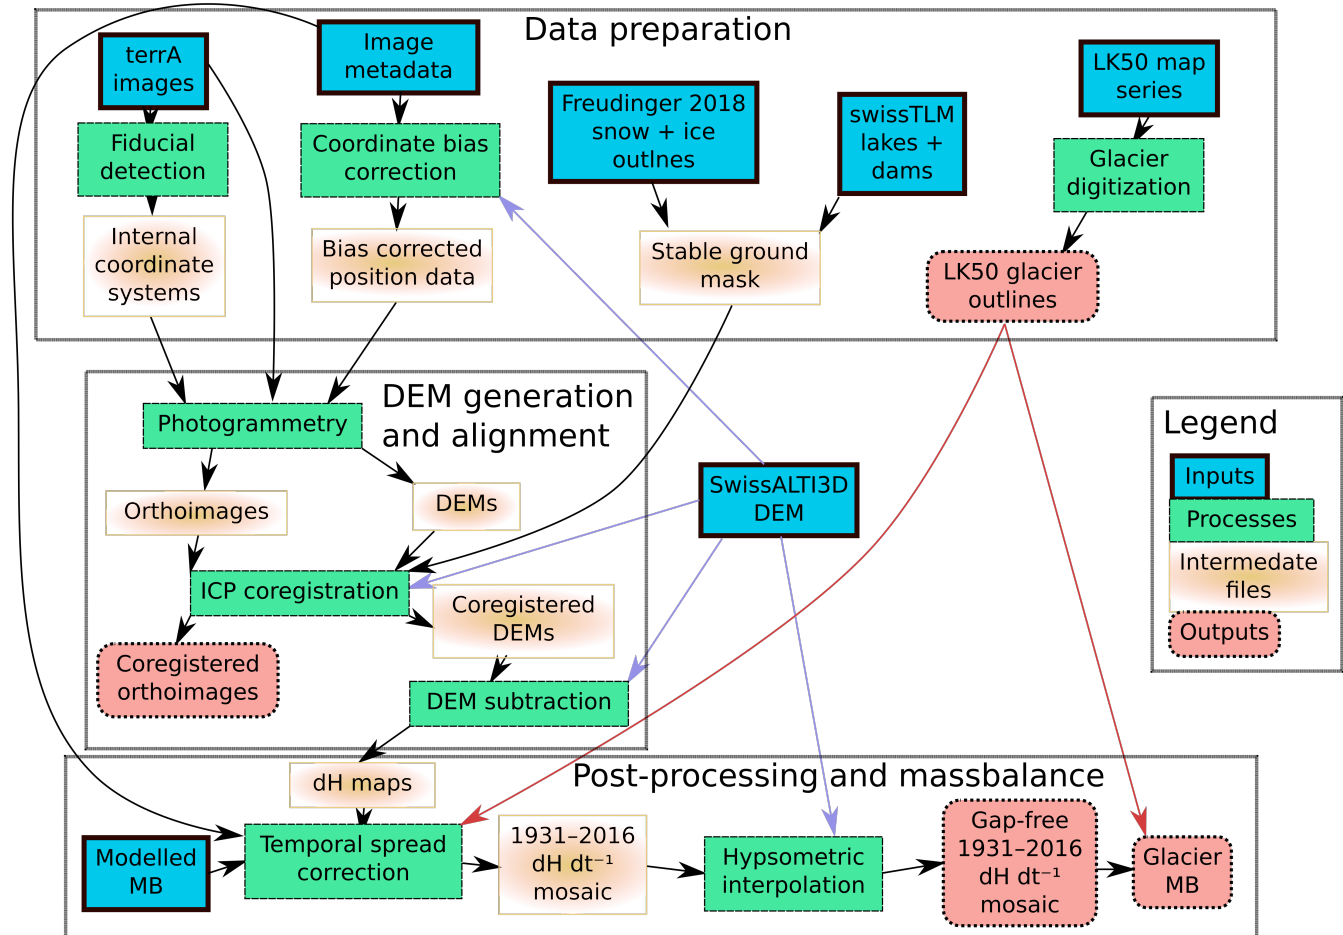 Data preparation
terrA
images
Image
metadata
Freudinger 2018
snow + ice
outlnes
swissTLM
lakes +
dams
LK50 map
series
Fiducial
detection
Coordinate bias
correction
Glacier
digitization
Internal
coordinate
systems
Bias corrected
position data
Stable ground
mask
LK50 glacier
outlines
DEM generation
and alignment
Photogrammetry
Orthoimages
DEMs
SwissALTI3D
DEM
ICP coregistration
Coregistered
DEMs
Coregistered
orthoimages
DEM subtraction
Legend
Inputs
Processes
Intermedate
files
Outputs
Post-processing and massbalance
dH maps
Modelled
MB
Temporal spread
correction
1931–2016
dH dt⁻¹
mosaic
Hypsometric
interpolation
Gap-free
1931–2016
dH dt⁻¹
mosaic
Glacier
MB